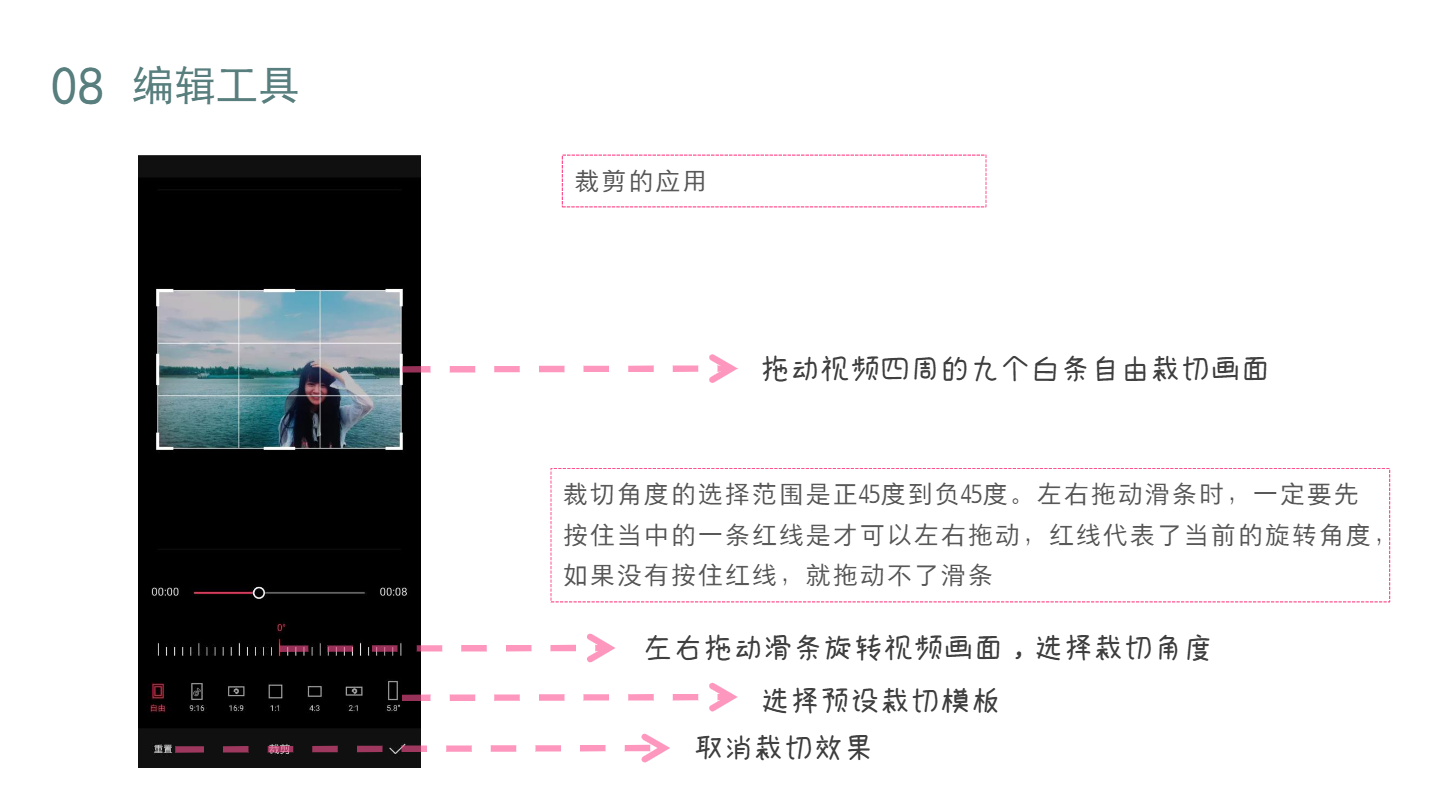 08 编辑工具
裁剪的应用
拖动视频四周的九个白条自由裁切画面
裁切角度的选择范围是正45度到负45度。左右拖动滑条时，一定要先
按住当中的一条红线是才可以左右拖动，红线代表了当前的旋转角度，
如果没有按住红线，就拖动不了滑条
00:00 00:08
0°
左右拖动滑条旋转视频画面，选择裁切角度
自由 9:16 16:9 1:1 4:3 2:1 5.8"
选择预设裁切模板
重置 裁剪
取消裁切效果